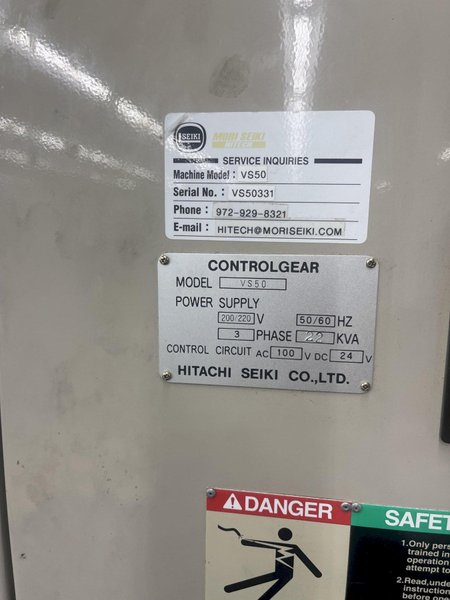 SEIKI
MORI SEIKI
HITECH
SERVICE INQUIRIES
Machine Model: VS50
Serial No. : VS50331
Phone : 972-929-8321
E-mail : HITECH@MORISEIKI.COM
CONTROLGEAR
MODEL VS50
POWER SUPPLY
200/220 V 50/60 HZ
3 PHASE 22 KVA
CONTROL CIRCUIT AC 100 V DC 24 V
HITACHI SEIKI CO.,LTD.
DANGER
SAFET
1.Only pers
trained in
operation
attempt to
2.Read,unde
instruction
before ope